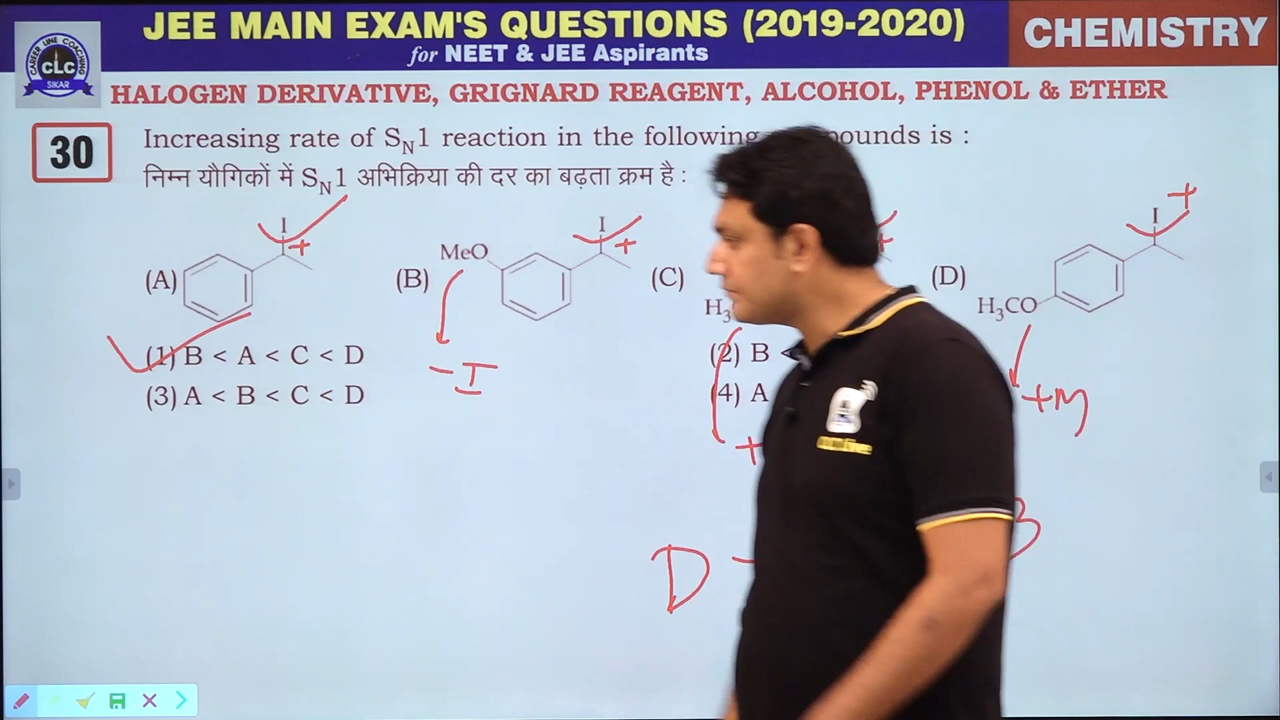 JEE MAIN EXAM'S QUESTIONS (2019-2020)
for NEET & JEE Aspirants
CHEMISTRY
CAREER LINE COACHING
CLC
SIKAR
HALOGEN DERIVATIVE, GRIGNARD REAGENT, ALCOHOL, PHENOL & ETHER
30
Increasing rate of SN1 reaction in the following is :
निम्न यौगिकों में SN1 अभिक्रिया की दर का बढ़ता क्रम है :
(A) I +
(B) MeO I +
(C) +
(D) H3CO I +
(1) B < A < C < D
(2) B <
(3) A < B < C < D
(4) A
-I
+
+M
D
B